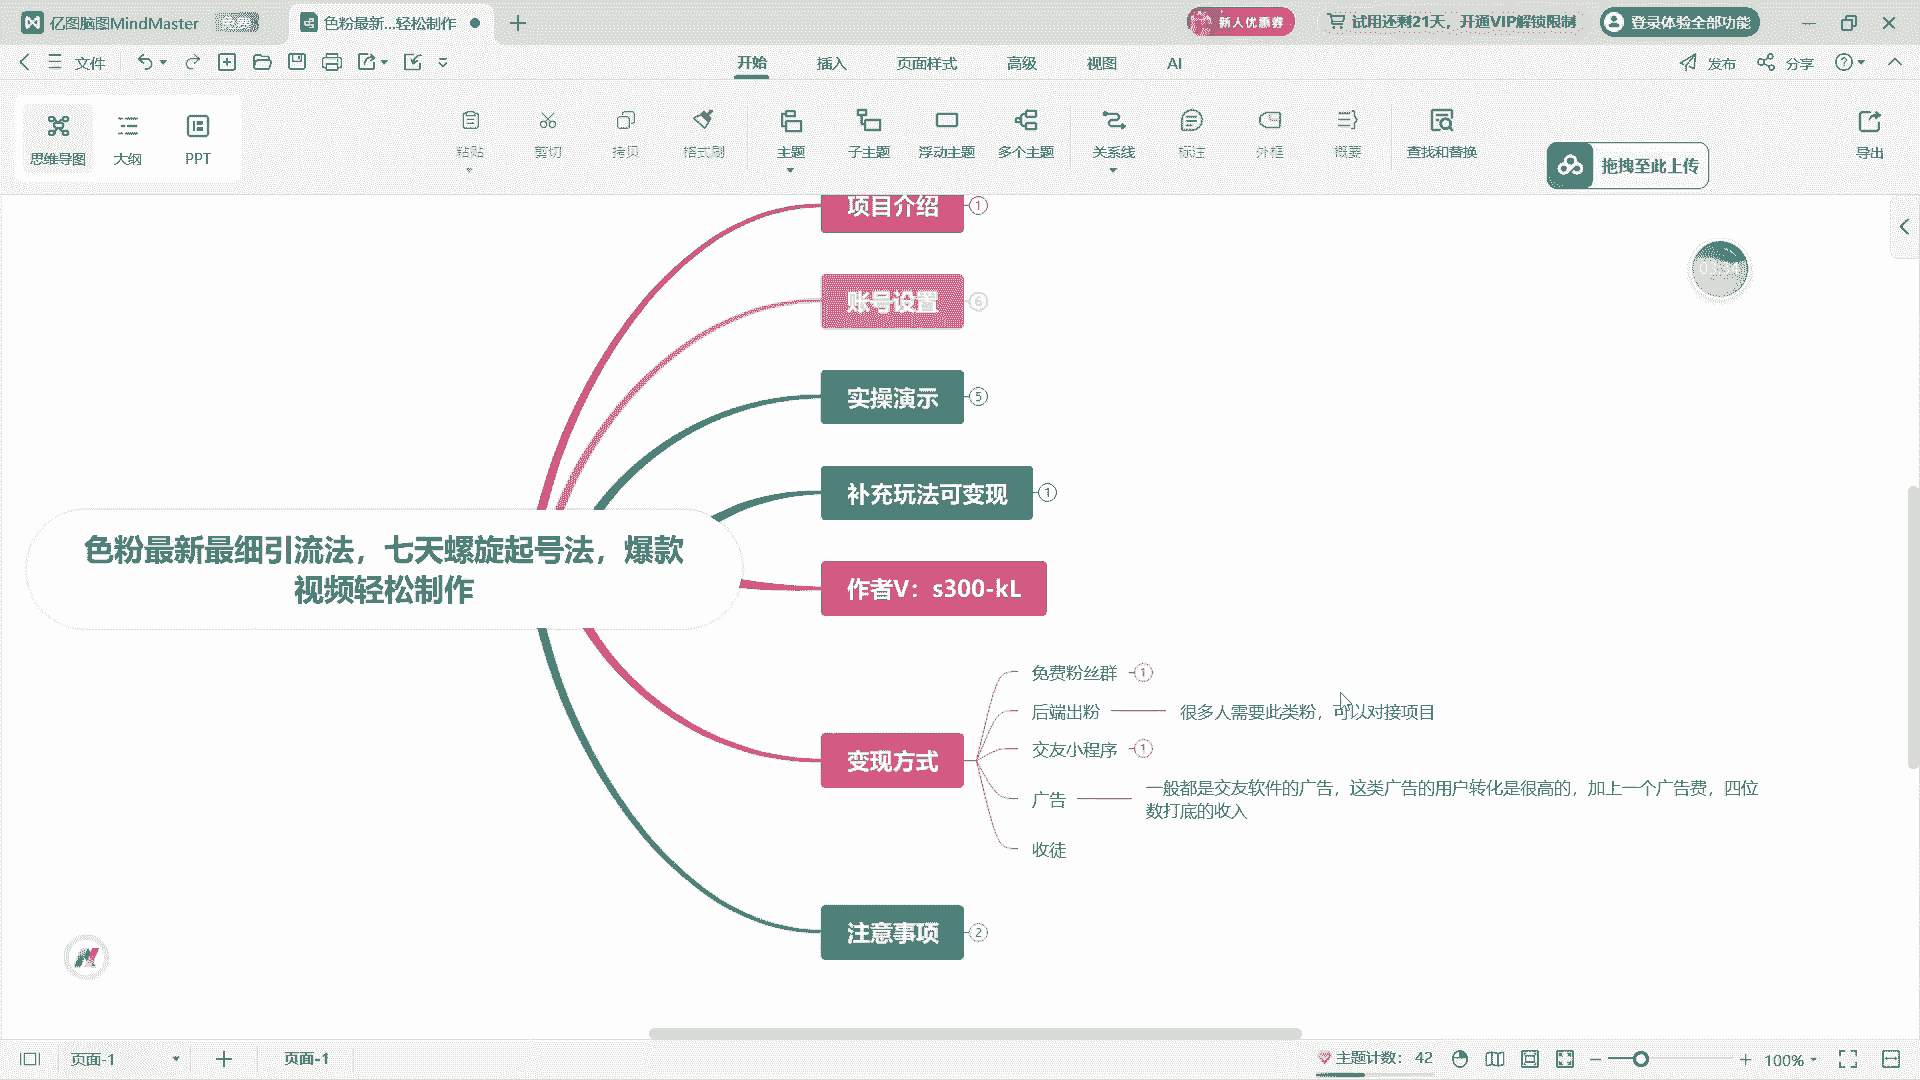 亿图脑图MindMaster 免费
色粉最新...轻松制作
新人优惠券
试用还剩21天，开通VIP解锁限制
登录体验全部功能
文件
开始 插入 页面样式 高级 视图 AI
发布 分享
思维导图 大纲 PPT
粘贴 剪切 拷贝 格式刷 主题 子主题 浮动主题 多个主题 关系线 标注 外框 概要 查找和替换
拖拽至此上传
导出
项目介绍 1
账号设置 6
实操演示 5
补充玩法可变现 1
色粉最新最细引流法，七天螺旋起号法，爆款
视频轻松制作
作者V：s300-kL
变现方式
免费粉丝群 1
后端出粉 很多人需要此类粉，可以对接项目
交友小程序 1
广告
一般都是交友软件的广告，这类广告的用户转化是很高的，加上一个广告费，四位
数打底的收入
收徒
注意事项 2
页面-1
页面-1
主题计数： 42
100%